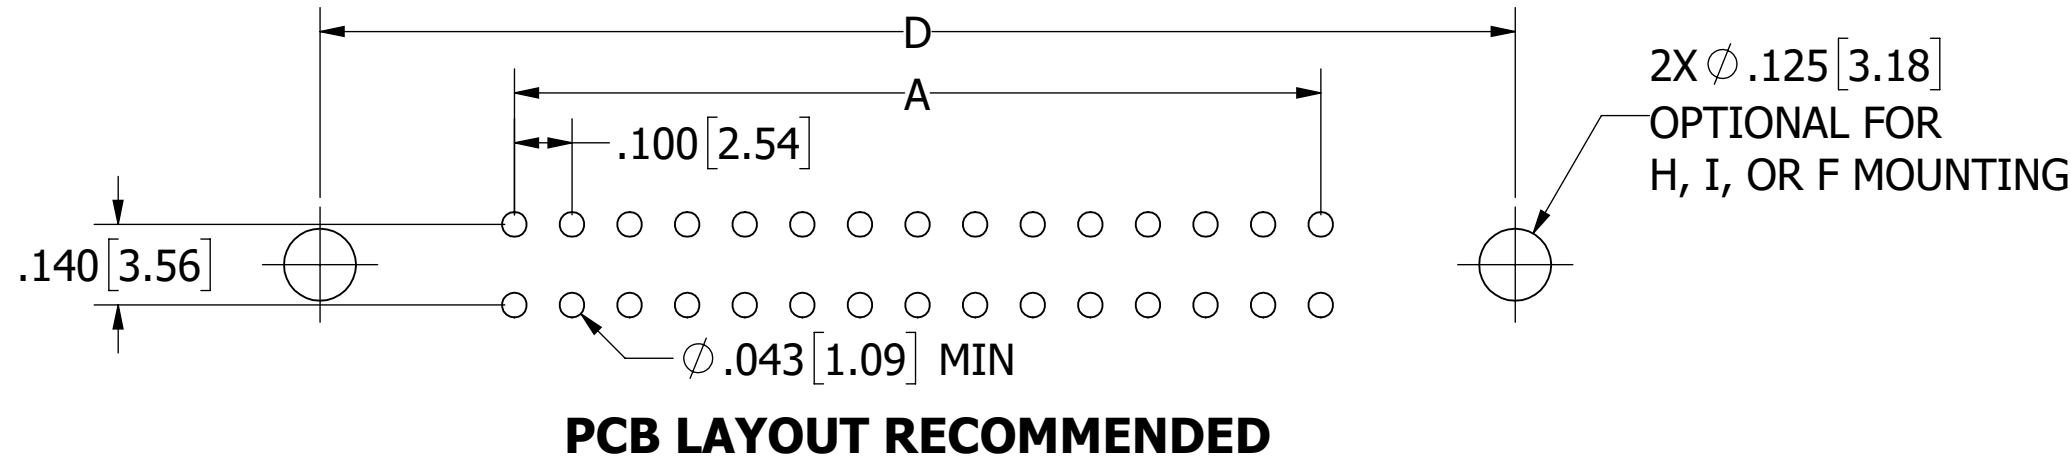 D
A
2X ⌀ .125[3.18]
OPTIONAL FOR
H, I, OR F MOUNTING
.100[2.54]
.140[3.56]
⌀ .043[1.09] MIN
PCB LAYOUT RECOMMENDED